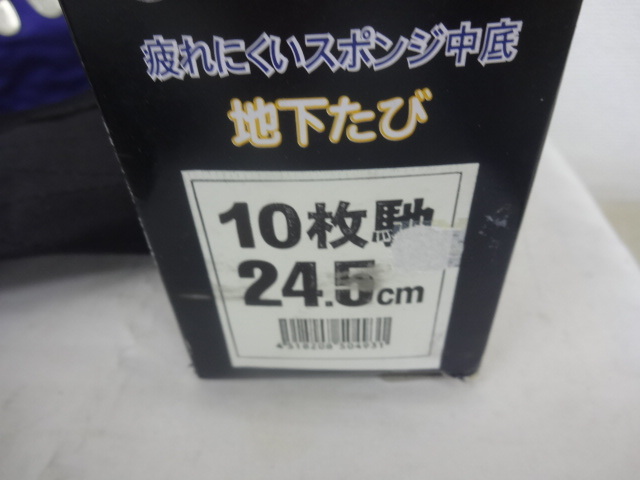 疲れにくいスポンジ中底
地下たび
10枚馳
24.5cm